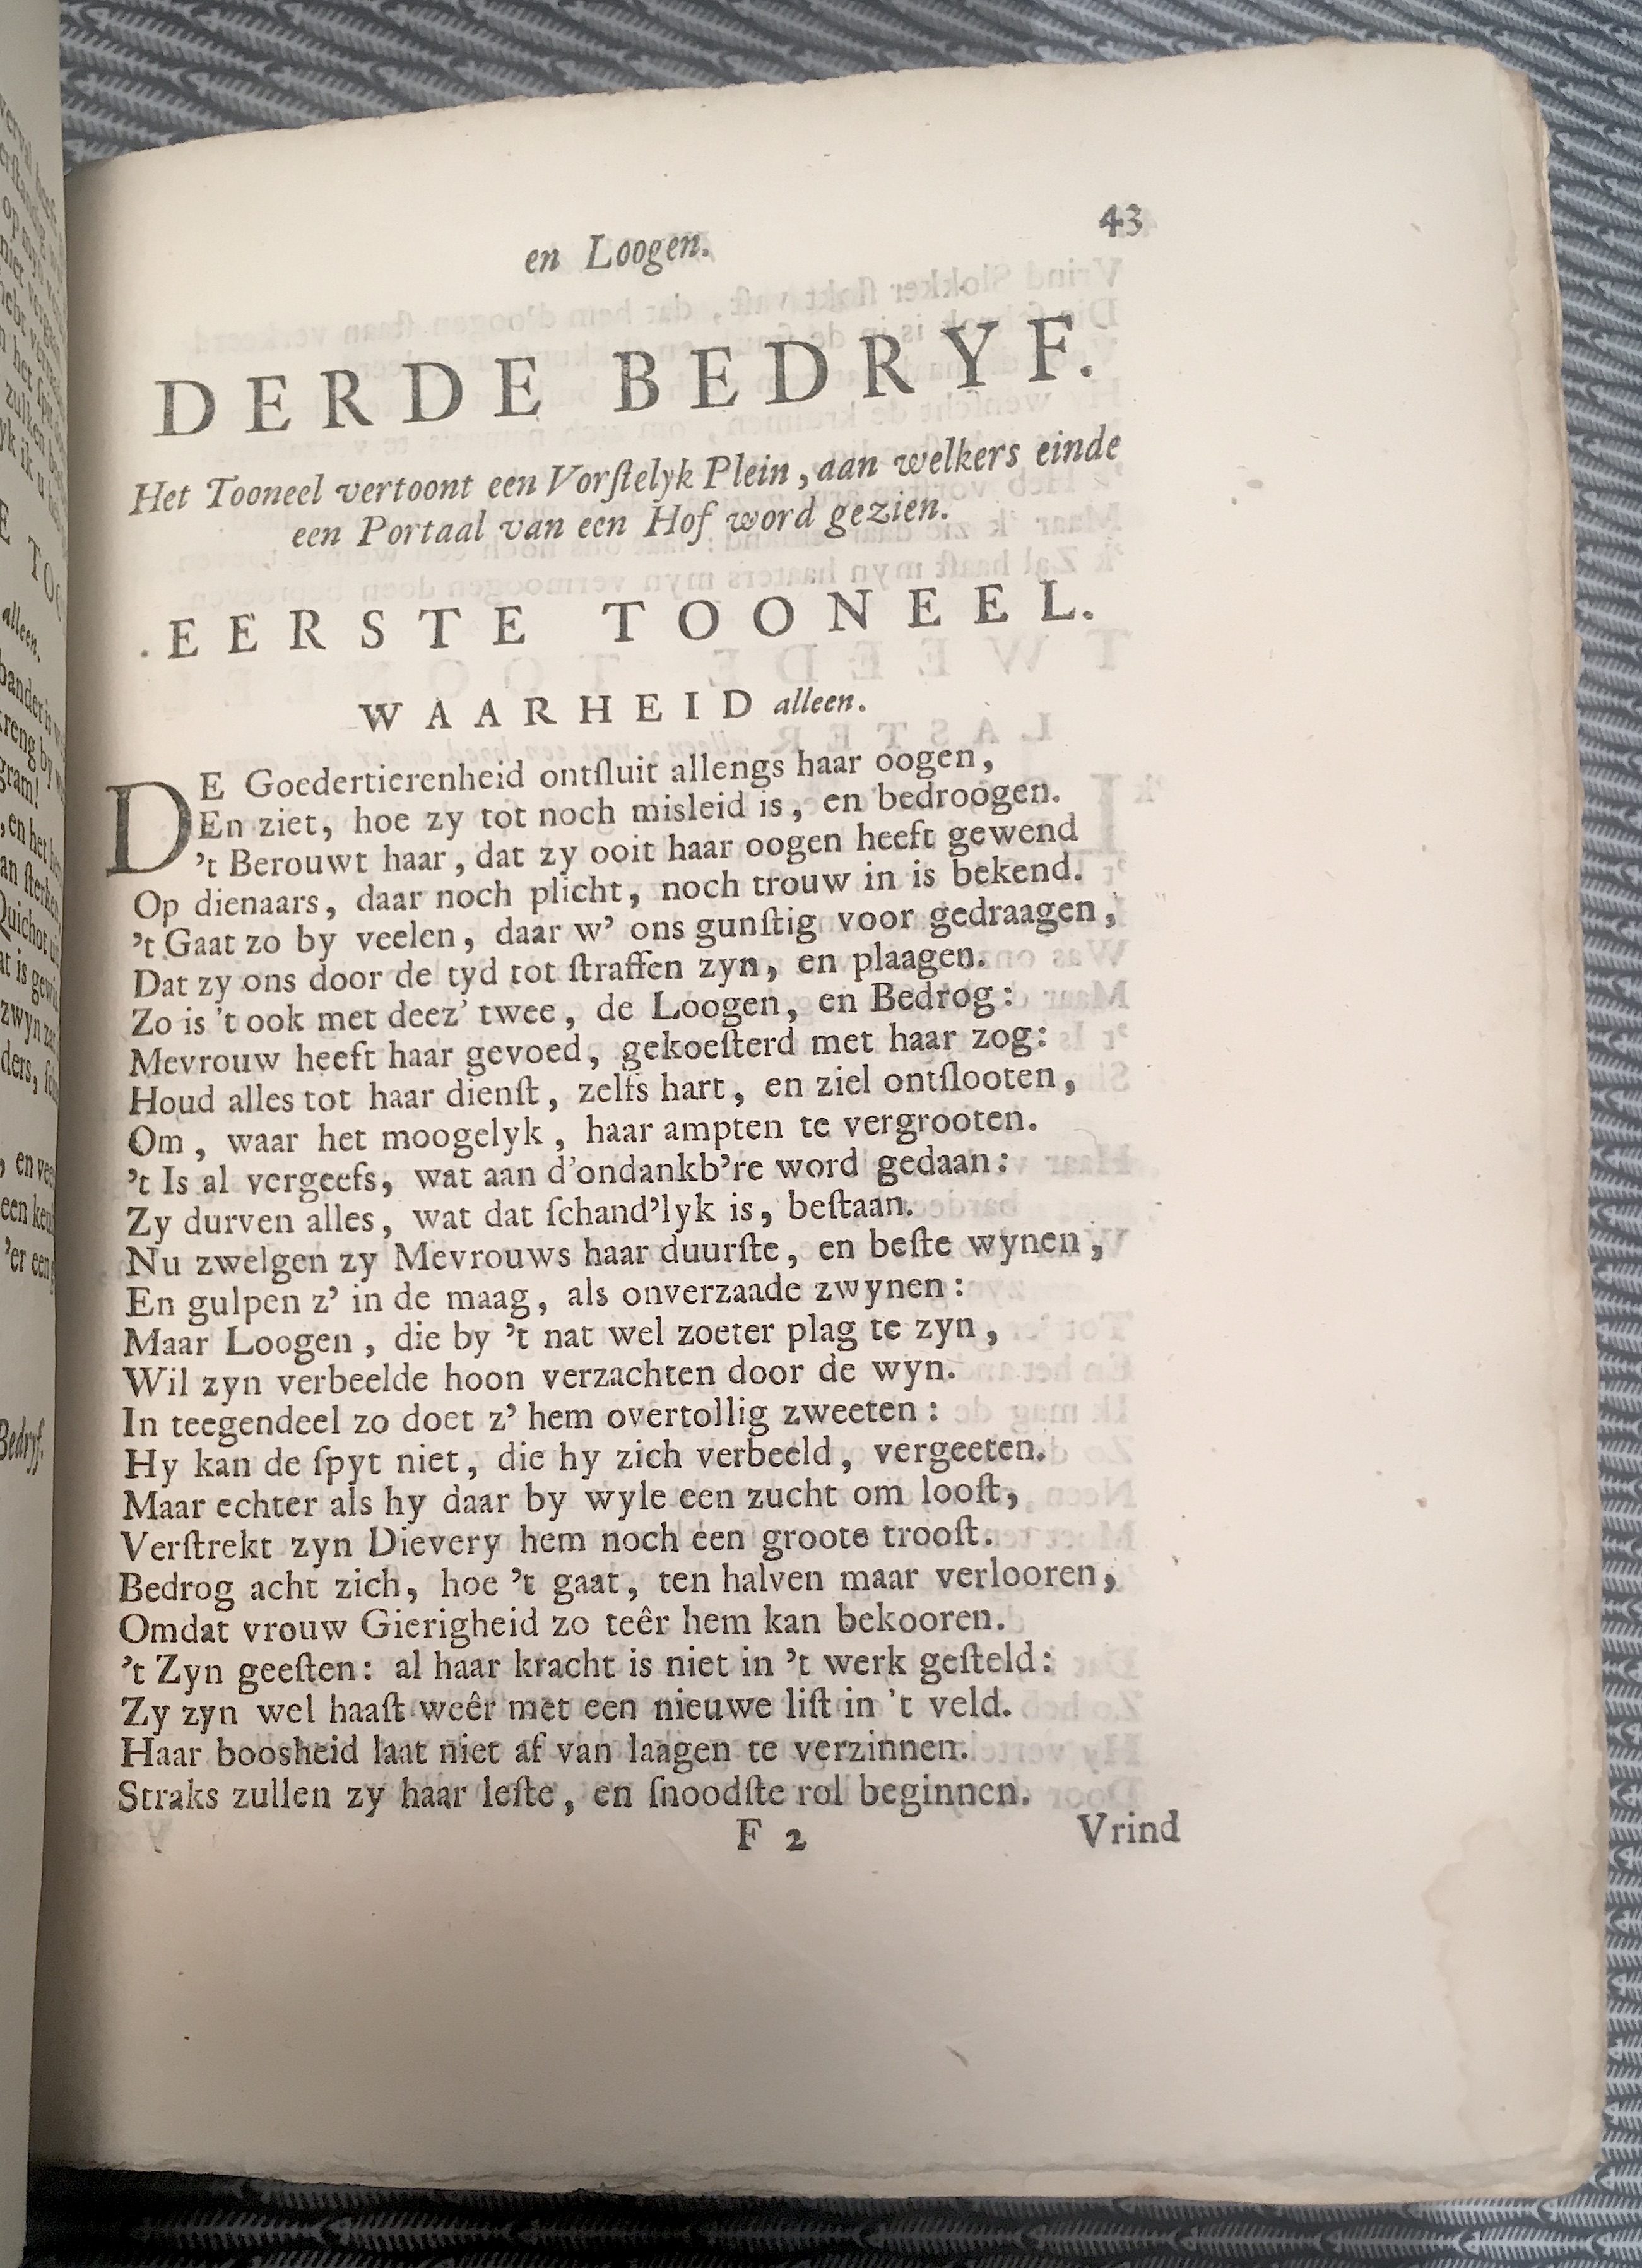 en Loogen. 43
DERDE BEDRYF.
Het Tooneel vertoont een Vorſtelyk Plein, aan welkers einde
een Portaal van een Hof word gezien.
EERSTE TOONEEL.
WAARHEID alleen.
DE Goedertierenheid ontſluit allengs haar oogen,
En ziet, hoe zy tot noch misleid is, en bedroogen.
't Berouwt haar, dat zy ooit haar oogen heeft gewend
Op dienaars, daar noch plicht, noch trouw in is bekend.
't Gaat zo by veelen, daar w' ons gunſtig voor gedraagen,
Dat zy ons door de tyd tot ſtraffen zyn, en plaagen.
Zo is 't ook met deez' twee, de Loogen, en Bedrog:
Mevrouw heeft haar gevoed, gekoeſterd met haar zog:
Houd alles tot haar dienſt, zelfs hart, en ziel ontſlooten,
Om, waar het moogelyk, haar ampten te vergrooten.
't Is al vergeefs, wat aan d'ondankb're word gedaan:
Zy durven alles, wat dat ſchand'lyk is, beſtaan.
Nu zwelgen zy Mevrouws haar duurſte, en beſte wynen,
En gulpen z' in de maag, als onverzaade zwynen:
Maar Loogen, die by 't nat wel zoeter plag te zyn,
Wil zyn verbeelde hoon verzachten door de wyn.
In teegendeel zo doet z' hem overtollig zweeten:
Hy kan de ſpyt niet, die hy zich verbeeld, vergeeten.
Maar echter als hy daar by wyle een zucht om looſt,
Verſtrekt zyn Dievery hem noch een groote trooſt.
Bedrog acht zich, hoe 't gaat, ten halven maar verlooren,
Omdat vrouw Gierigheid zo teêr hem kan bekooren.
't Zyn geeſten: al haar kracht is niet in 't werk geſteld:
Zy zyn wel haaſt weêr met een nieuwe liſt in 't veld.
Haar boosheid laat niet af van laagen te verzinnen.
Straks zullen zy haar leſte, en ſnoodſte rol beginnen.
F 2 Vrind